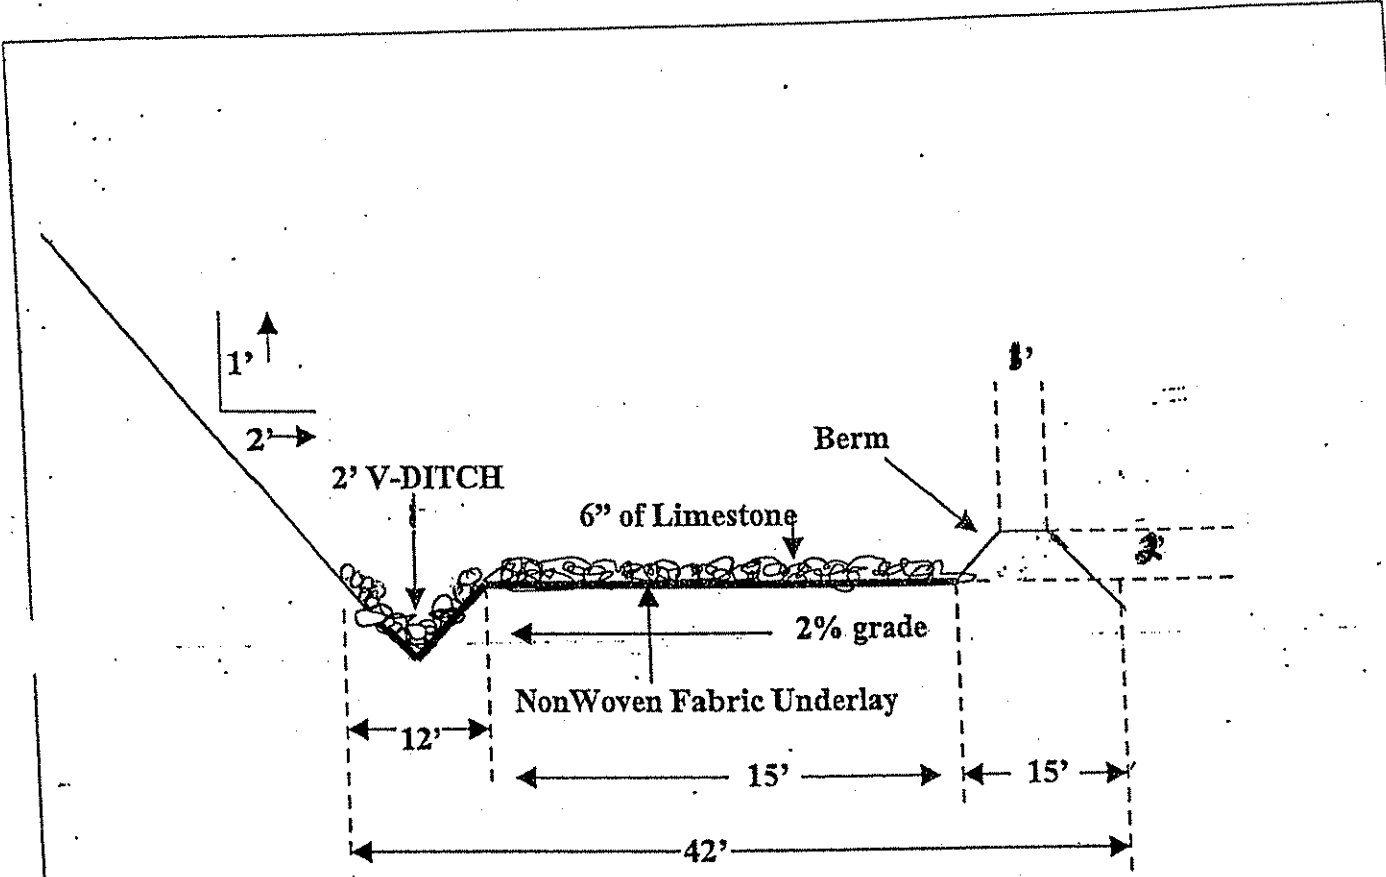 1’
2’
Berm
2’ V-DITCH
6” of Limestone
2% grade
NonWoven Fabric Underlay
12’
15’
15’
42’